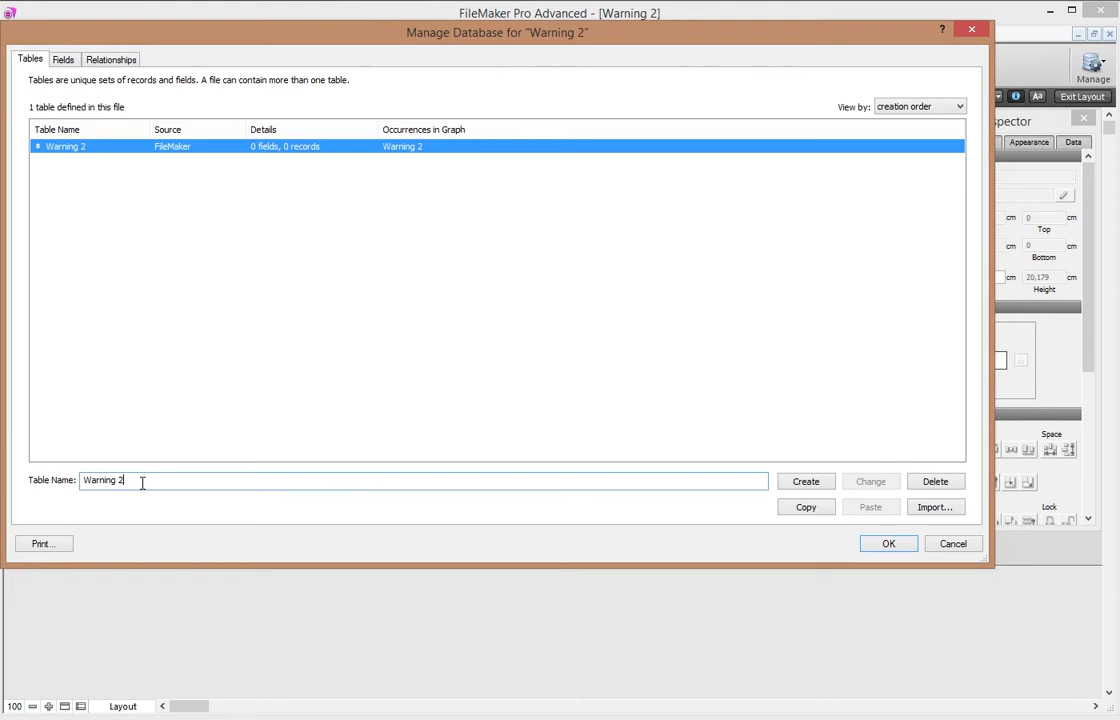 FileMaker Pro Advanced - [Warning 2]
Manage Database for "Warning 2"
?
Tables Fields Relationships
Tables are unique sets of records and fields. A file can contain more than one table.
1 table defined in this file
View by: creation order
Table Name Source Details Occurrences in Graph
Warning 2 FileMaker 0 fields, 0 records Warning 2
Table Name: Warning 2
Create Change Delete
Copy Paste Import...
Print... OK Cancel
Manage
Aa Exit Layout
spector
Appearance Data
cm 0 cm
Top
cm 0 cm
Bottom
cm 20,179 cm
Height
Space
Lock
100 Layout